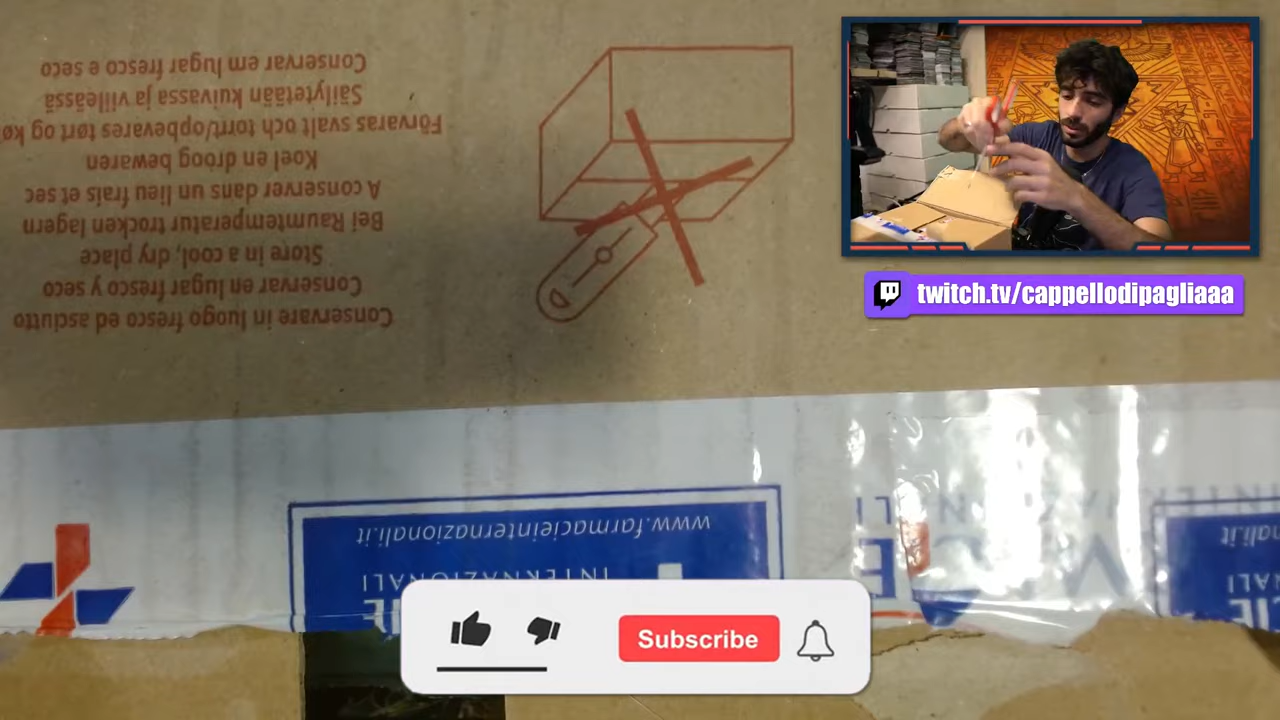 Conservare in luogo fresco ed asciutto
Conservar en lugar fresco y seco
Store in a cool, dry place
Bei Raumtemperatur trocken lagern
A conserver dans un lieu frais et sec
Koel en droog bewaren
Förvaras svalt och torrt/opbevares tørt og kø
Säilytetään kuivassa ja viileässä
Conservar em lugar fresco e seco
twitch.tv/cappellodipagliaaa
www.farmacieinternazionali.it
INTERNAZIONALI
Subscribe